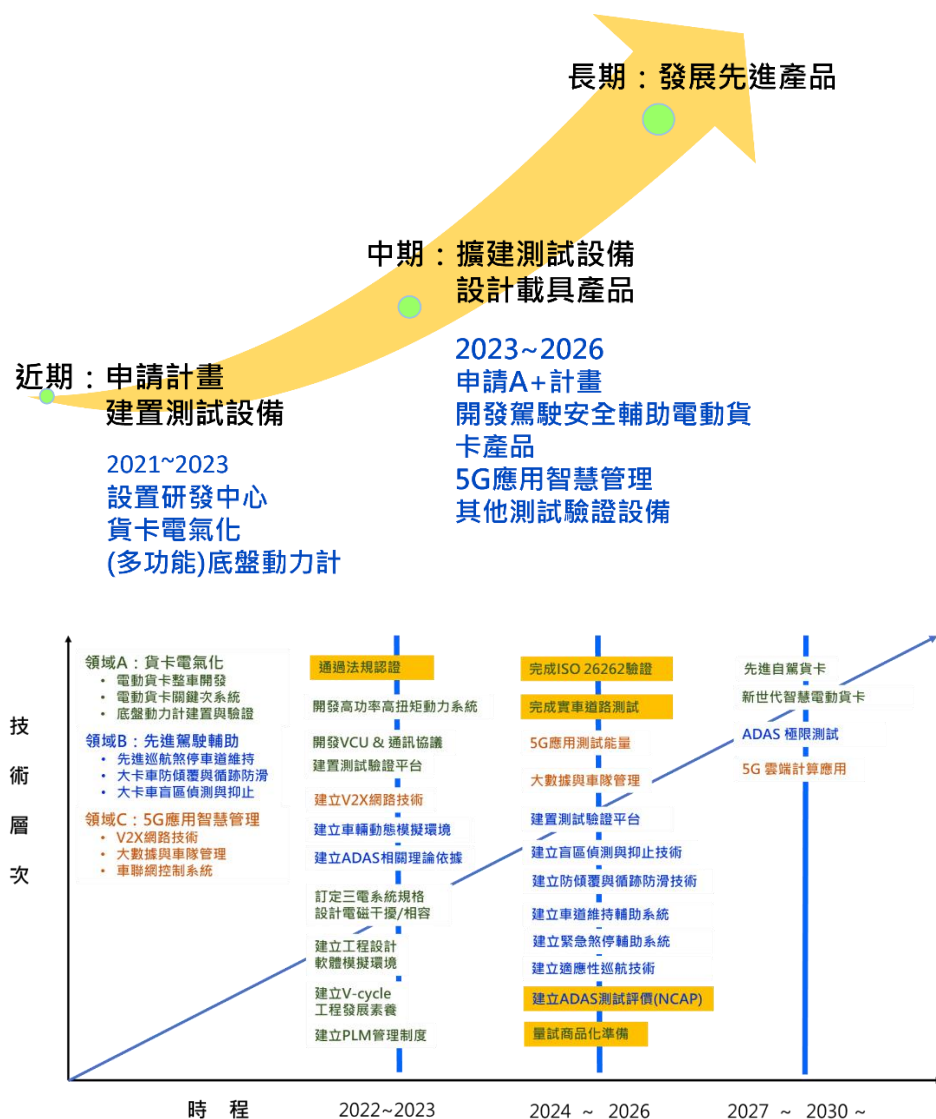 長期：發展先進產品
中期：擴建測試設備
設計載具產品
2023~2026
申請A+計畫
開發駕駛安全輔助電動貨
卡產品
5G應用智慧管理
其他測試驗證設備
近期：申請計畫
建置測試設備
2021~2023
設置研發中心
貨卡電氣化
(多功能)底盤動力計
技術層次
領域A：貨卡電氣化
• 電動貨卡整車開發
• 電動貨卡關鍵次系統
• 底盤動力計建置與驗證
領域B：先進駕駛輔助
• 先進巡航煞停車道維持
• 大卡車防傾覆與循跡防滑
• 大卡車盲區偵測與抑止
領域C：5G應用智慧管理
• V2X網路技術
• 大數據與車隊管理
• 車聯網控制系統
通過法規認證
開發高功率高扭矩動力系統
開發VCU & 通訊協議
建置測試驗證平台
建立V2X網路技術
建立車輛動態模擬環境
建立ADAS相關理論依據
訂定三電系統規格
設計電磁干擾/相容
建立工程設計
軟體模擬環境
建立V-cycle
工程發展素養
建立PLM管理制度
完成ISO 26262驗證
完成實車道路測試
5G應用測試能量
大數據與車隊管理
建置測試驗證平台
建立盲區偵測與抑止技術
建立防傾覆與循跡防滑技術
建立車道維持輔助系統
建立緊急煞停輔助系統
建立適應性巡航技術
建立ADAS測試評價(NCAP)
量試商品化準備
先進自駕貨卡
新世代智慧電動貨卡
ADAS 極限測試
5G 雲端計算應用
時 程
2022~2023
2024 ~ 2026
2027 ~ 2030 ~